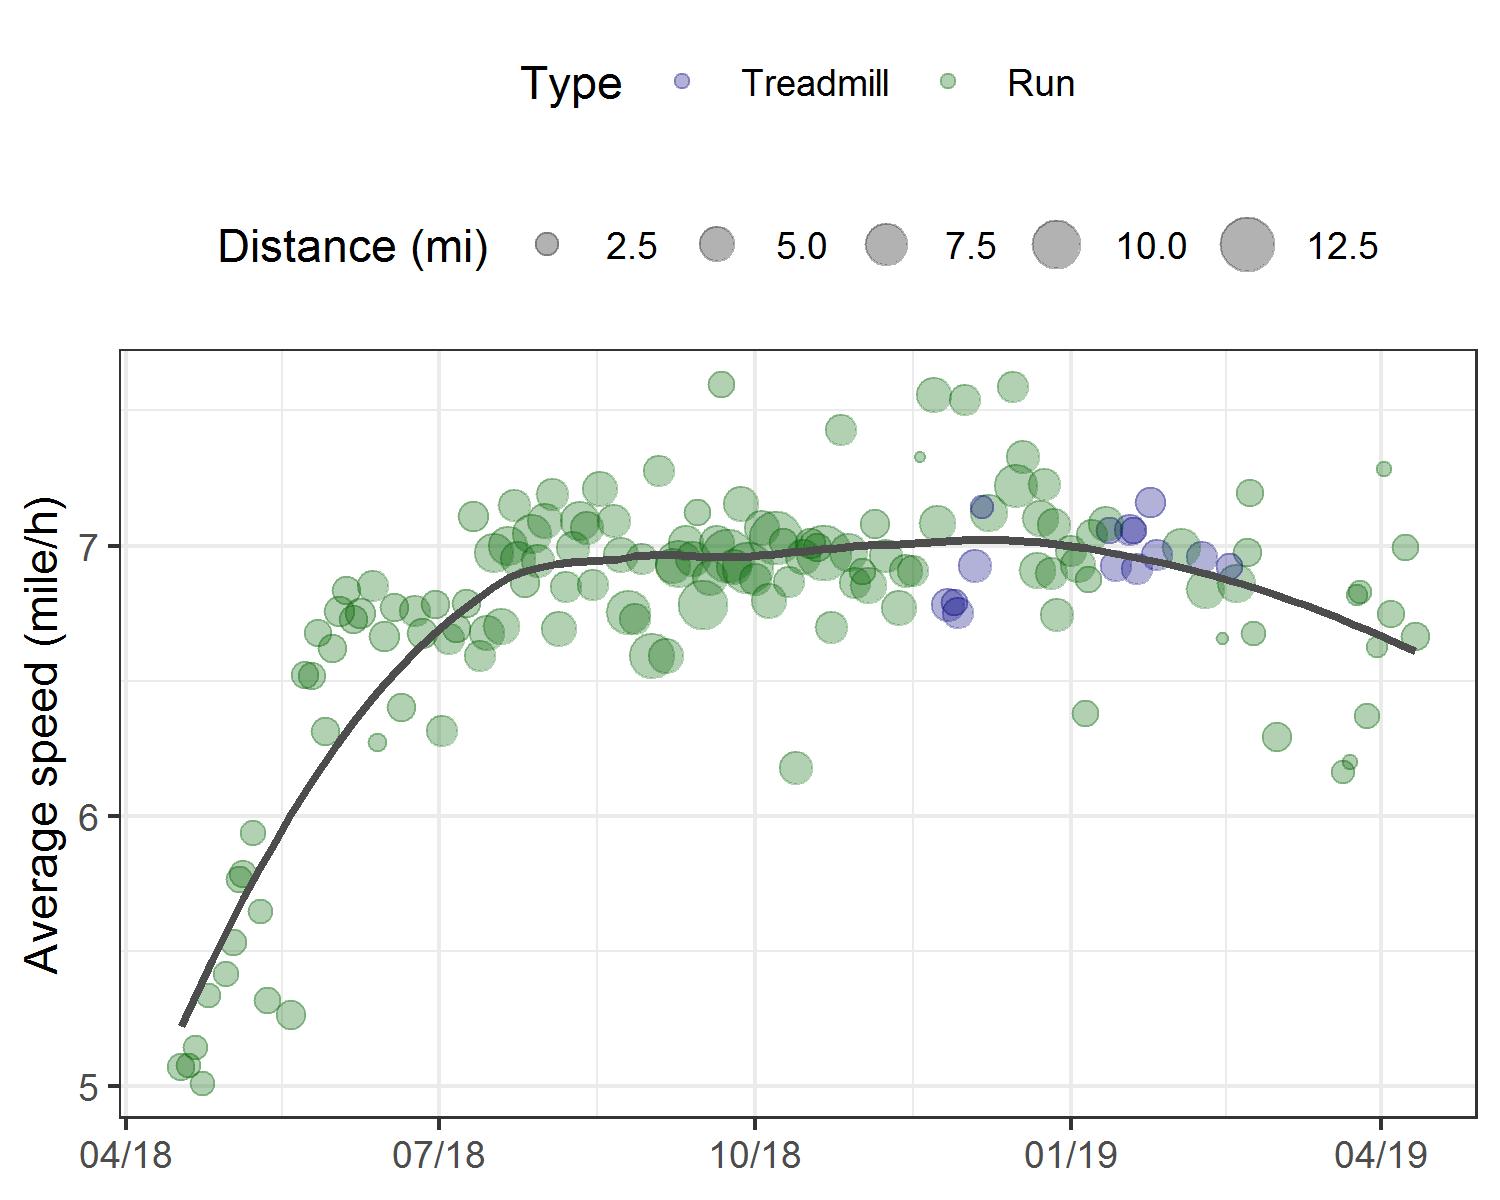 Type Treadmill Run
Distance (mi) 2.5 5.0 7.5 10.0 12.5
Average speed (mile/h)
7
6
5
04/18 07/18 10/18 01/19 04/19